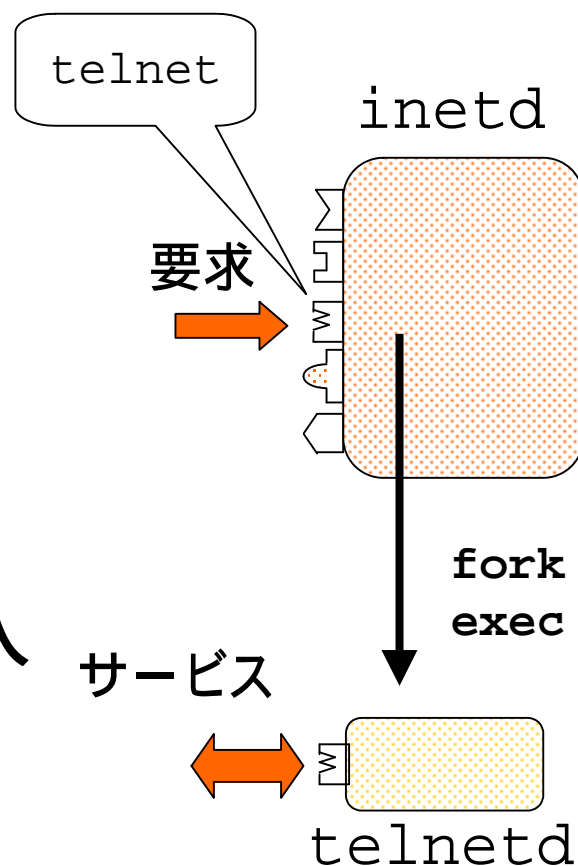 telnet
inetd
要求
fork
exec
サービス
telnetd